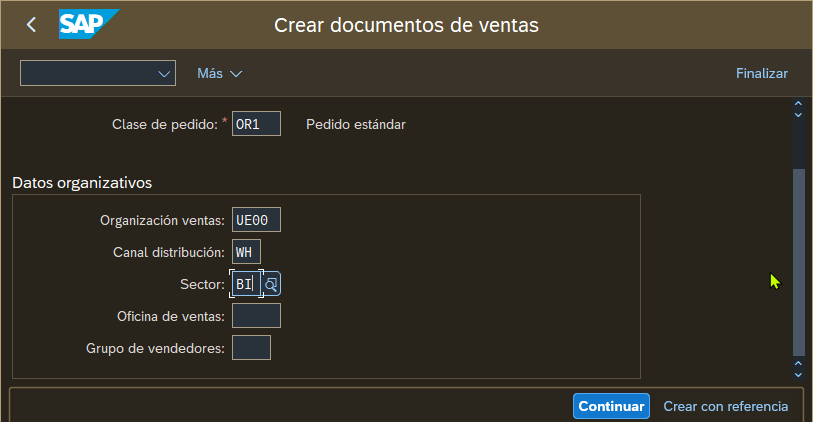 SAP
Crear documentos de ventas
Más
Finalizar
Clase de pedido: * OR1 Pedido estándar
Datos organizativos
Organización ventas: UE00
Canal distribución: WH
Sector: BI
Oficina de ventas:
Grupo de vendedores:
Continuar Crear con referencia